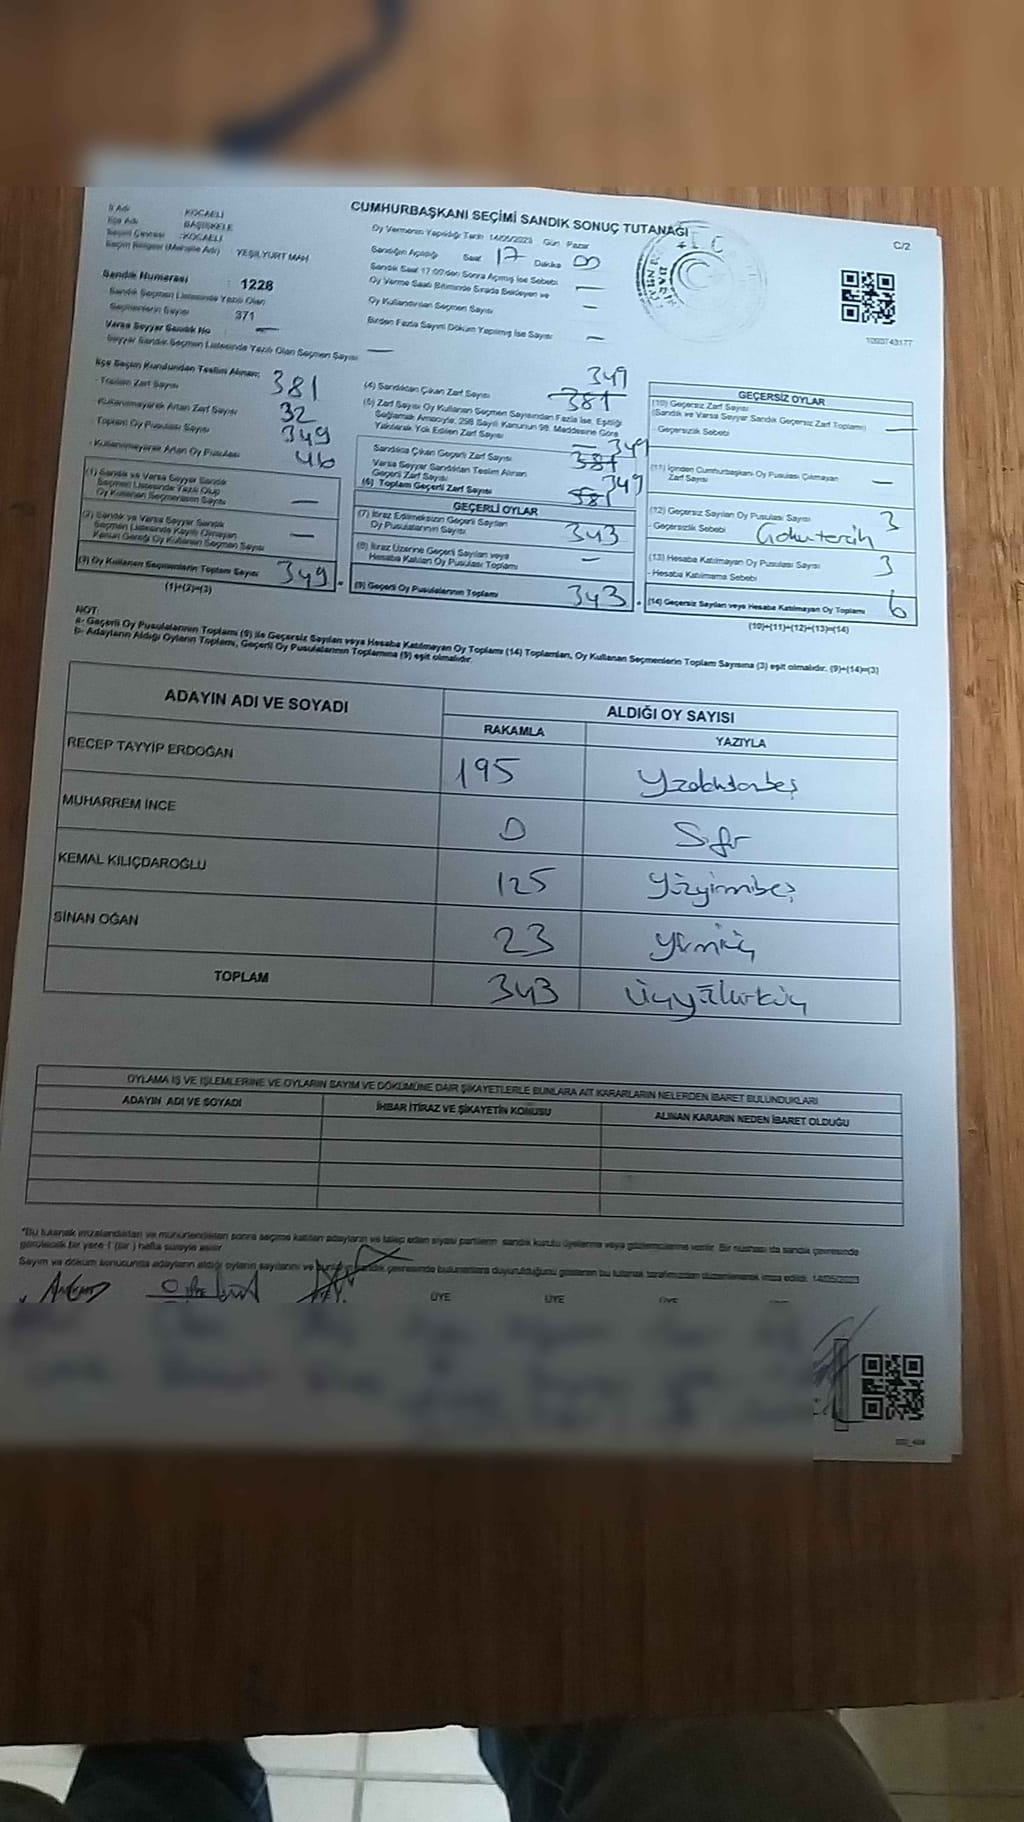 CUMHURBAŞKANI SEÇİMİ SANDIK SONUÇ TUTANAĞI
C/2
İl Adı KOCAELİ
İlçe Adı BAŞİSKELE
Seçim Çevresi :KOCAELİ
Seçim Bölgesi (Mahalle Adı) YEŞİLYURT MAH
Sandık Numarası : 1228
Sandık Seçmen Listesinde Yazılı Olan
Seçmenlerin Sayısı 371
Varsa Seyyar Sandık No —
Seyyar Sandık Seçmen Listesinde Yazılı Olan Seçmen Sayısı —
Oy Vermenin Yapıldığı Tarih 14/05/2023 Gün Pazar
Sandığın Açıldığı Saat 17 Dakika 00
Sandık Saat 17:00'den Sonra Açılmış İse Sebebi —
Oy Verme Saati Bitiminde Sırada Bekleyen ve
Oy Kullandırılan Seçmen Sayısı —
Birden Fazla Sayım Döküm Yapılmış İse Sayısı —
1093743177
İlçe Seçim Kurulundan Teslim Alınan;
- Toplam Zarf Sayısı 381
- Kullanılmayarak Artan Zarf Sayısı 32
Toplam Oy Pusulası Sayısı 349
- Kullanılmayarak Artan Oy Pusulası 46
(1) Sandık ve Varsa Seyyar Sandık
Seçmen Listesinde Yazılı Olup
Oy Kullanan Seçmenlerin Sayısı —
(2) Sandık ve Varsa Seyyar Sandık
Seçmen Listesinde Kayıtlı Olmayan
Kanun Gereği Oy Kullanan Seçmen Sayısı —
(3) Oy Kullanan Seçmenlerin Toplam Sayısı 349.
(1)+(2)=(3)
349
(4) Sandıktan Çıkan Zarf Sayısı 381
(5) Zarf Sayısı Oy Kullanan Seçmen Sayısından Fazla İse, Eşitliği
Sağlamak Amacıyla; 298 Sayılı Kanunun 98. Maddesine Göre
Yakılarak Yok Edilen Zarf Sayısı —
349
Sandıkta Çıkan Geçerli Zarf Sayısı 381
Varsa Seyyar Sandıktan Teslim Alınan
Geçerli Zarf Sayısı 349
(6) Toplam Geçerli Zarf Sayısı 381
GEÇERLİ OYLAR
(7) İtiraz Edilmeksizin Geçerli Sayılan
Oy Pusulalarının Sayısı 343
(8) İtiraz Üzerine Geçerli Sayılan veya
Hesaba Katılan Oy Pusulası Toplamı —
(9) Geçerli Oy Pusulalarının Toplamı 343.
GEÇERSİZ OYLAR
(10) Geçersiz Zarf Sayısı
(Sandık ve Varsa Seyyar Sandık Geçersiz Zarf Toplamı) —
- Geçersizlik Sebebi
(11) İçinden Cumhurbaşkanı Oy Pusulası Çıkmayan
Zarf Sayısı —
(12) Geçersiz Sayılan Oy Pusulası Sayısı 3
- Geçersizlik Sebebi
(13) Hesaba Katılmayan Oy Pusulası Sayısı 3
- Hesaba Katılmama Sebebi
(14) Geçersiz Sayılan veya Hesaba Katılmayan Oy Toplamı 6
(10)+(11)+(12)+(13)=(14)
NOT:
a- Geçerli Oy Pusulalarının Toplamı (9) ile Geçersiz Sayılan veya Hesaba Katılmayan Oy Toplamı (14) Toplamları, Oy Kullanan Seçmenlerin Toplam Sayısına (3) eşit olmalıdır. (9)+(14)=(3)
b- Adayların Aldığı Oyların Toplamı, Geçerli Oy Pusulalarının Toplamına (9) eşit olmalıdır.
ADAYIN ADI VE SOYADI
ALDIĞI OY SAYISI
RAKAMLA YAZIYLA
RECEP TAYYİP ERDOĞAN 195
MUHARREM İNCE 0 Sıfır
KEMAL KILIÇDAROĞLU 125 Yüzyirmibeş
SİNAN OĞAN 23
TOPLAM 343
OYLAMA İŞ VE İŞLEMLERİNE VE OYLARIN SAYIM VE DÖKÜMÜNE DAİR ŞİKAYETLERLE BUNLARA AİT KARARLARIN NELERDEN İBARET BULUNDUKLARI
ADAYIN ADI VE SOYADI
İHBAR İTİRAZ VE ŞİKAYETİN KONUSU
ALINAN KARARIN NEDEN İBARET OLDUĞU
*Bu tutanak imzalandıktan ve mühürlendikten sonra seçime katılan adayların ve talep eden siyasi partilerin sandık kurulu üyelerine veya gözlemcilerine verilir. Bir nüshası da sandık çevresinde
görülecek bir yere 1 (bir) hafta süreyle asılır
Sayım ve döküm sonucunda adayların aldığı oyların sayılarını ve sandık çevresinde bulunanlara duyurulduğunu gösteren bu tutanak tarafımızdan düzenlenerek imza edildi. 14/05/2023
ÜYE ÜYE ÜYE